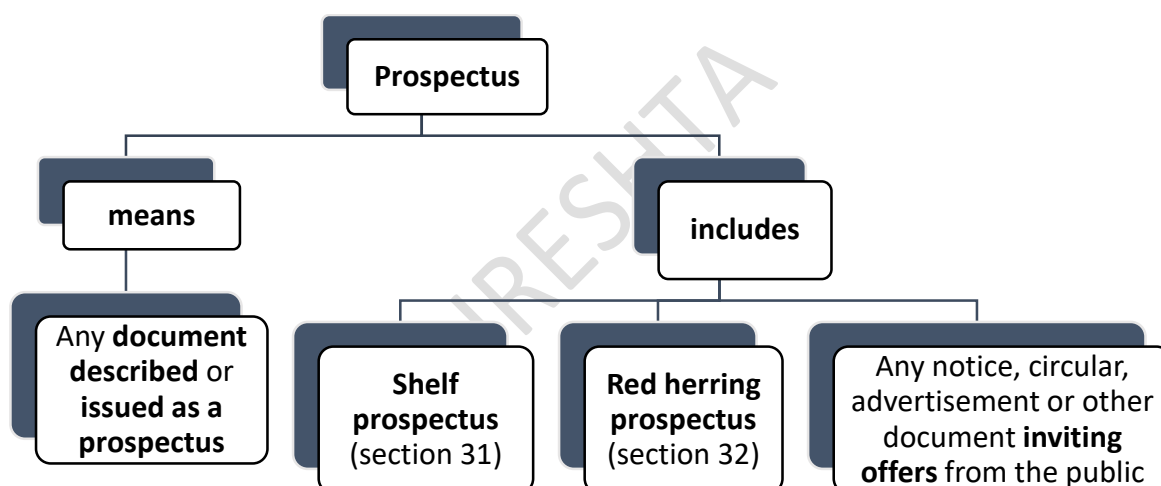 Prospectus
means
includes
Any document
described or
issued as a
prospectus
Shelf
prospectus
(section 31)
Red herring
prospectus
(section 32)
Any notice, circular,
advertisement or other
document inviting
offers from the public
IRESHTA